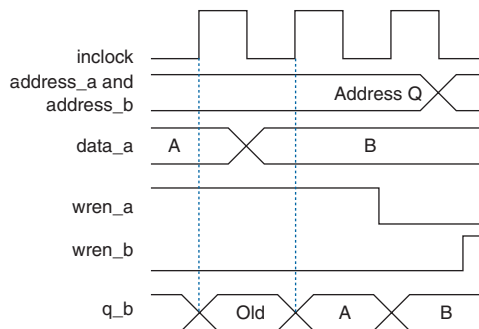 inclock
address_a and
address_b
Address Q
data_a
A
B
wren_a
wren_b
q_b
Old
A
B